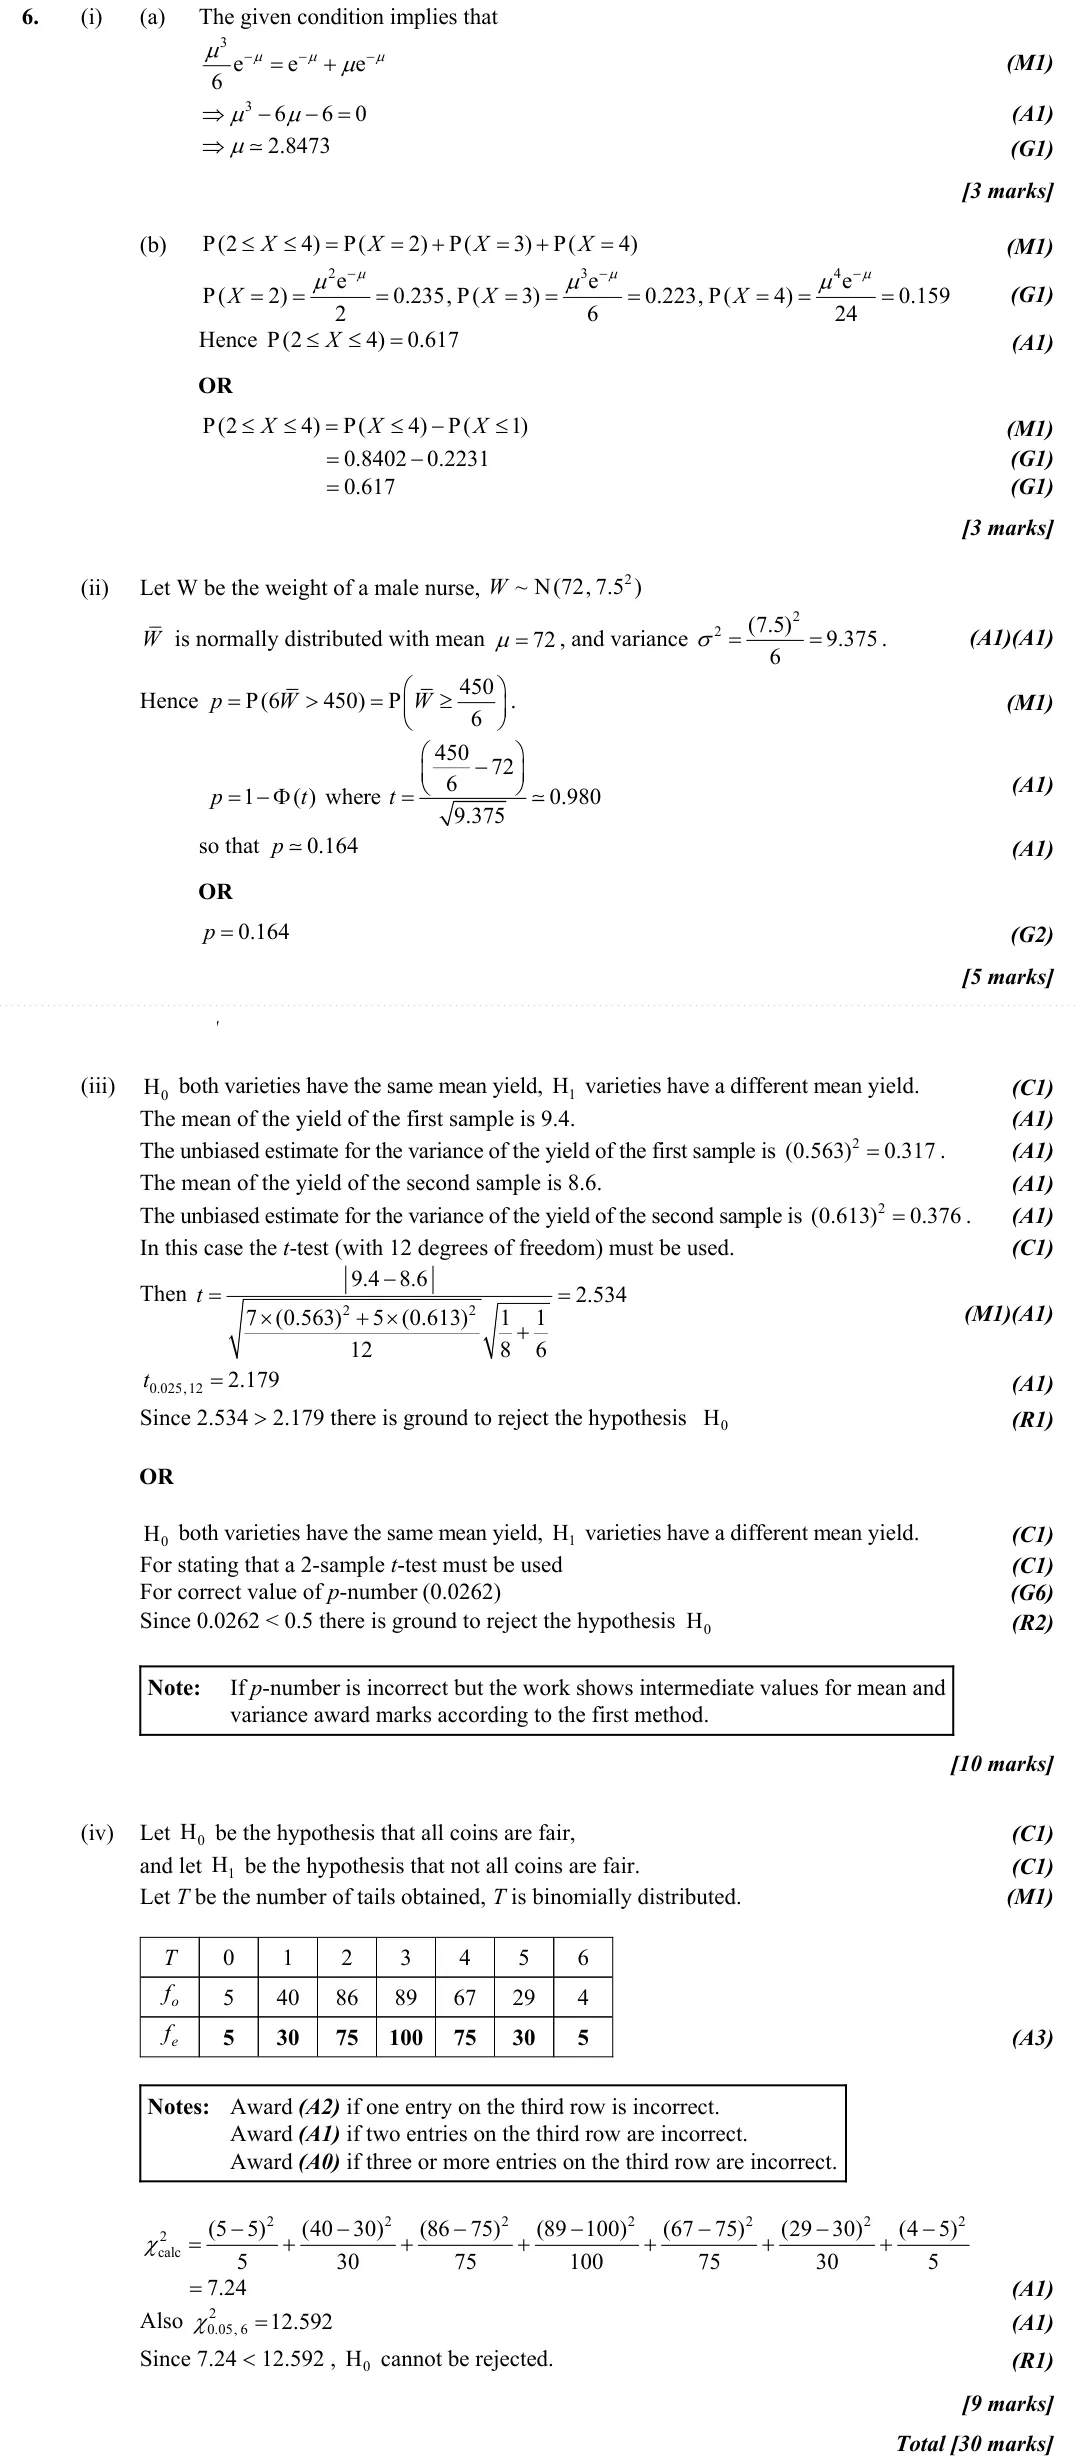 6. (i) (a) The given condition implies that
μ³/6 e^−μ = e^−μ + μe^−μ (M1)
⇒ μ³ − 6μ − 6 = 0 (A1)
⇒ μ ≃ 2.8473 (G1)
[3 marks]
(b) P(2 ≤ X ≤ 4) = P(X = 2) + P(X = 3) + P(X = 4) (M1)
P(X = 2) = μ²e^−μ/2 = 0.235, P(X = 3) = μ³e^−μ/6 = 0.223, P(X = 4) = μ⁴e^−μ/24 = 0.159 (G1)
Hence P(2 ≤ X ≤ 4) = 0.617 (A1)
OR
P(2 ≤ X ≤ 4) = P(X ≤ 4) − P(X ≤ 1) (M1)
= 0.8402 − 0.2231 (G1)
= 0.617 (G1)
[3 marks]
(ii) Let W be the weight of a male nurse, W ~ N(72, 7.5²)
W̅ is normally distributed with mean μ = 72, and variance σ² = (7.5)²/6 = 9.375. (A1)(A1)
Hence p = P(6W̅ > 450) = P(W̅ ≥ 450/6). (M1)
p = 1 − Φ(t) where t = (450/6 − 72)/√9.375 ≃ 0.980 (A1)
so that p ≃ 0.164 (A1)
OR
p = 0.164 (G2)
[5 marks]
(iii) H₀ both varieties have the same mean yield, H₁ varieties have a different mean yield. (C1)
The mean of the yield of the first sample is 9.4. (A1)
The unbiased estimate for the variance of the yield of the first sample is (0.563)² = 0.317. (A1)
The mean of the yield of the second sample is 8.6. (A1)
The unbiased estimate for the variance of the yield of the second sample is (0.613)² = 0.376. (A1)
In this case the t-test (with 12 degrees of freedom) must be used. (C1)
Then t = |9.4 − 8.6| / (√((7×(0.563)² + 5×(0.613)²)/12) √(1/8 + 1/6)) = 2.534 (M1)(A1)
t₀.₀₂₅,₁₂ = 2.179 (A1)
Since 2.534 > 2.179 there is ground to reject the hypothesis H₀ (R1)
OR
H₀ both varieties have the same mean yield, H₁ varieties have a different mean yield. (C1)
For stating that a 2-sample t-test must be used (C1)
For correct value of p-number (0.0262) (G6)
Since 0.0262 < 0.5 there is ground to reject the hypothesis H₀ (R2)
Note: If p-number is incorrect but the work shows intermediate values for mean and
variance award marks according to the first method.
[10 marks]
(iv) Let H₀ be the hypothesis that all coins are fair, (C1)
and let H₁ be the hypothesis that not all coins are fair. (C1)
Let T be the number of tails obtained, T is binomially distributed. (M1)
T 0 1 2 3 4 5 6
fₒ 5 40 86 89 67 29 4
fₑ 5 30 75 100 75 30 5 (A3)
Notes: Award (A2) if one entry on the third row is incorrect.
Award (A1) if two entries on the third row are incorrect.
Award (A0) if three or more entries on the third row are incorrect.
χ²calc = (5−5)²/5 + (40−30)²/30 + (86−75)²/75 + (89−100)²/100 + (67−75)²/75 + (29−30)²/30 + (4−5)²/5
= 7.24 (A1)
Also χ²₀.₀₅,₆ = 12.592 (A1)
Since 7.24 < 12.592 , H₀ cannot be rejected. (R1)
[9 marks]
Total [30 marks]